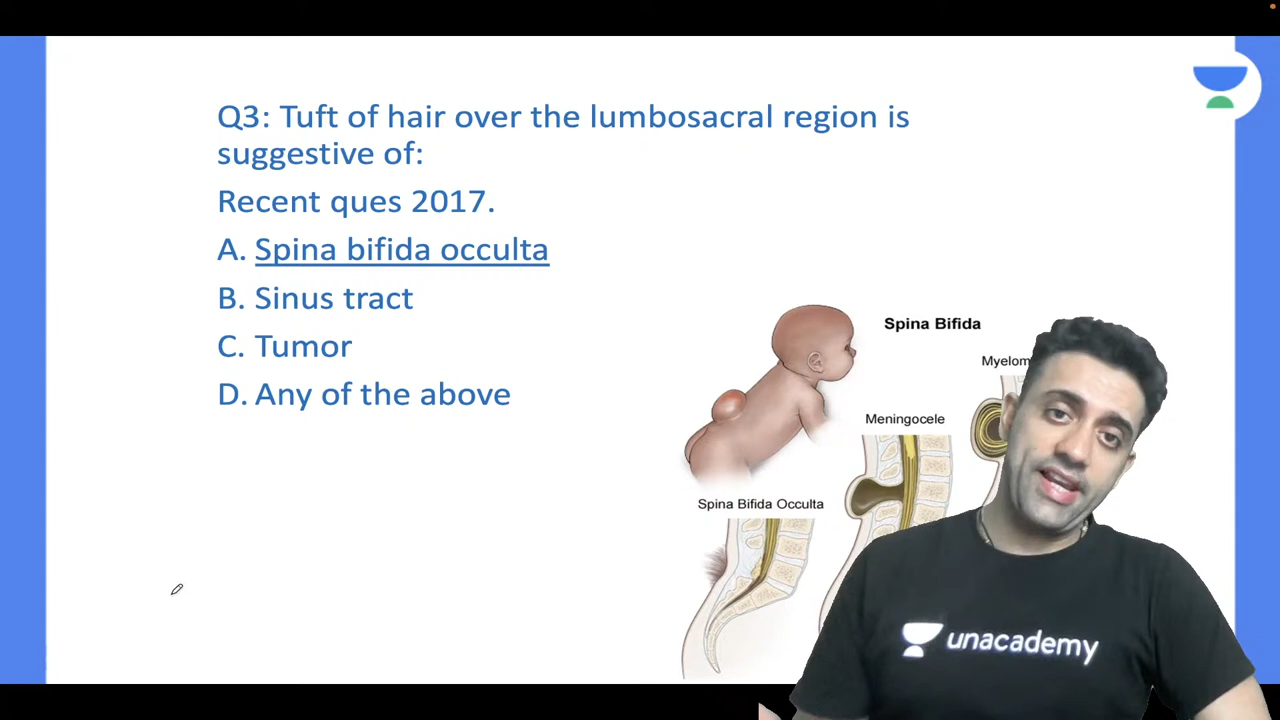 Q3: Tuft of hair over the lumbosacral region is
suggestive of:
Recent ques 2017.
A. Spina bifida occulta
B. Sinus tract
C. Tumor
D. Any of the above
Spina Bifida
Meningocele
Spina Bifida Occulta
unacademy